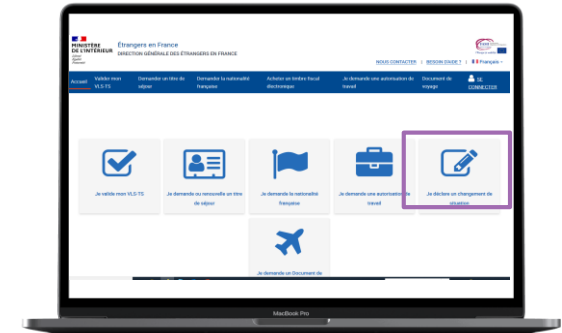 MINISTÈRE
DE L'INTÉRIEUR
Étrangers en France
DIRECTION GÉNÉRALE DES ÉTRANGERS EN FRANCE
NOUS CONTACTER | BESOIN D'AIDE ? | Français
Accueil
Valider mon VLS-TS
Demander un titre de séjour
Demander la nationalité française
Acheter un timbre fiscal électronique
Je demande une autorisation de travail
Document de voyage
SE CONNECTER
Je valide mon VLS-TS
Je demande ou renouvelle un titre
de séjour
Je demande la nationalité
française
Je demande une autorisation de
travail
Je déclare un changement de
situation
Je demande un Document de
MacBook Pro